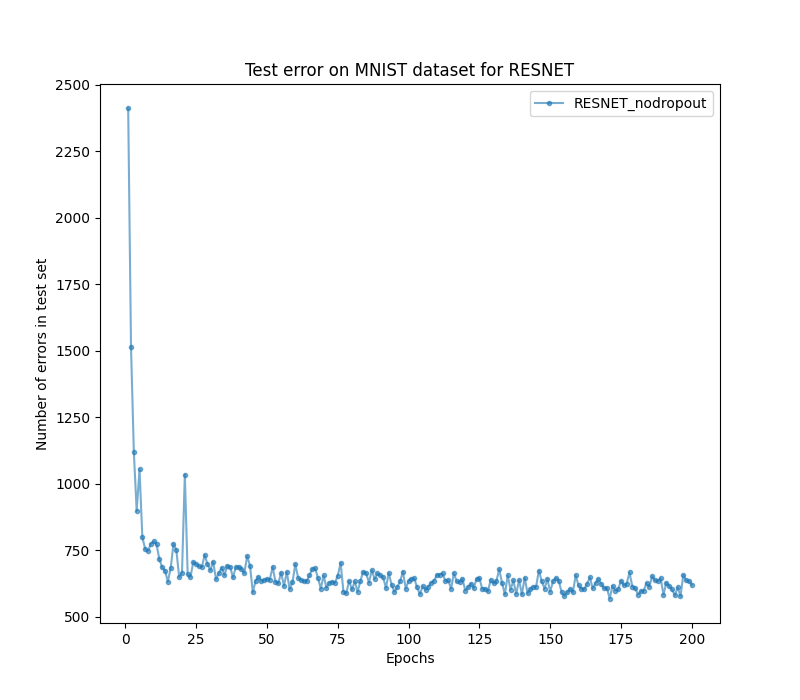 Test error on MNIST dataset for RESNET
RESNET_nodropout
Number of errors in test set
2500
2250
2000
1750
1500
1250
1000
750
500
0 25 50 75 100 125 150 175 200
Epochs